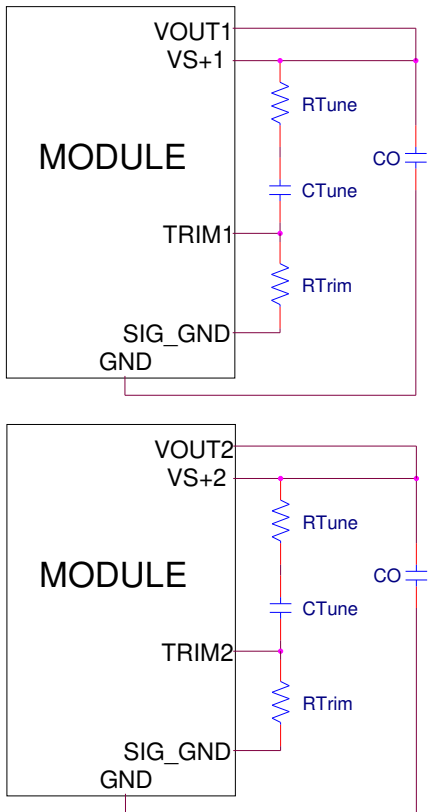 VOUT1
VS+1
RTune
MODULE
CO
CTune
TRIM1
RTrim
SIG_GND
GND
VOUT2
VS+2
RTune
MODULE
CO
CTune
TRIM2
RTrim
SIG_GND
GND